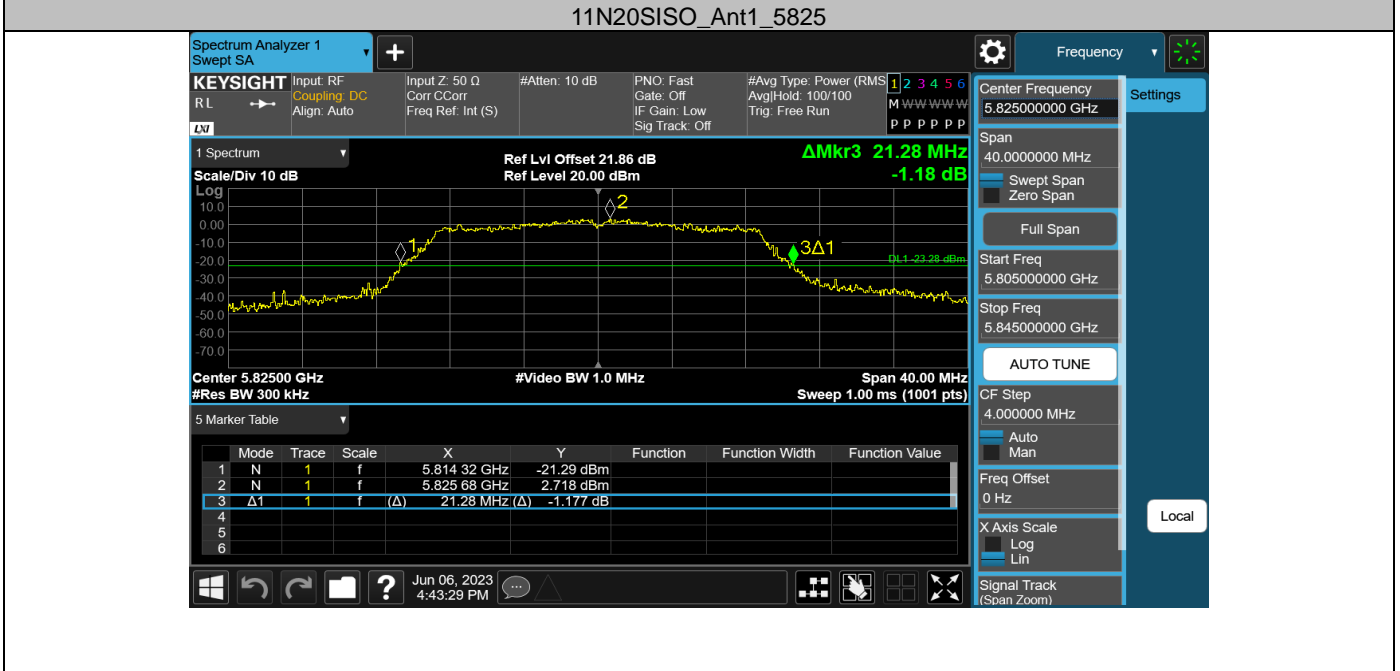 11N20SISO_Ant1_5825
Spectrum Analyzer 1
Swept SA
Frequency
KEYSIGHT
R L
LXI
Input: RF
Coupling: DC
Align: Auto
Input Z: 50 Ω
Corr CCorr
Freq Ref: Int (S)
#Atten: 10 dB
PNO: Fast
Gate: Off
IF Gain: Low
Sig Track: Off
#Avg Type: Power (RMS
Avg|Hold: 100/100
Trig: Free Run
1 2 3 4 5 6
M W W W W W
P P P P P P
Center Frequency
5.825000000 GHz
Settings
Span
40.0000000 MHz
Swept Span
Zero Span
Full Span
Start Freq
5.805000000 GHz
Stop Freq
5.845000000 GHz
AUTO TUNE
CF Step
4.000000 MHz
Auto
Man
Freq Offset
0 Hz
X Axis Scale
Log
Lin
Signal Track
(Span Zoom)
Local
1 Spectrum
Scale/Div 10 dB
Ref Lvl Offset 21.86 dB
Ref Level 20.00 dBm
ΔMkr3 21.28 MHz
-1.18 dB
Log
10.0
0.00
-10.0
-20.0
-30.0
-40.0
-50.0
-60.0
-70.0
1
2
3Δ1
DL1 -23.28 dBm
Center 5.82500 GHz
#Video BW 1.0 MHz
Span 40.00 MHz
#Res BW 300 kHz
Sweep 1.00 ms (1001 pts)
5 Marker Table
Mode Trace Scale X Y Function Function Width Function Value
1 N 1 f 5.814 32 GHz -21.29 dBm
2 N 1 f 5.825 68 GHz 2.718 dBm
3 Δ1 1 f (Δ) 21.28 MHz (Δ) -1.177 dB
4
5
6
Jun 06, 2023
4:43:29 PM